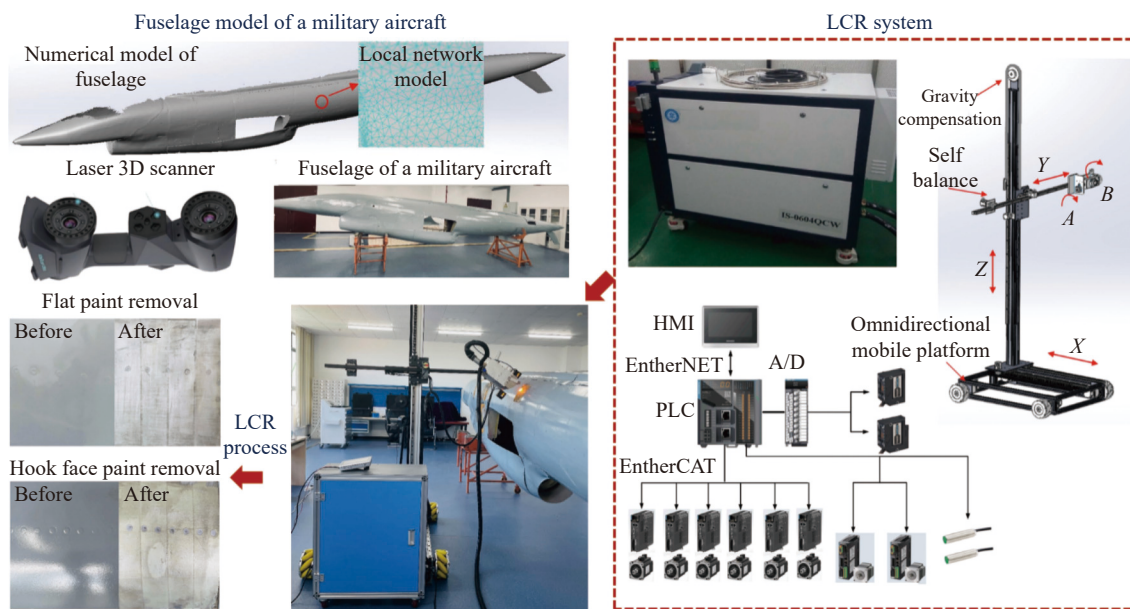 Fuselage model of a military aircraft
Numerical model of
fuselage
Local network
model
Laser 3D scanner
Fuselage of a military aircraft
Flat paint removal
Before
After
Hook face paint removal
Before
After
LCR
process
LCR system
IS-0604QCW
Gravity
compensation
Self
balance
Y
B
A
Z
X
Omnidirectional
mobile platform
HMI
EntherNET
A/D
PLC
EntherCAT